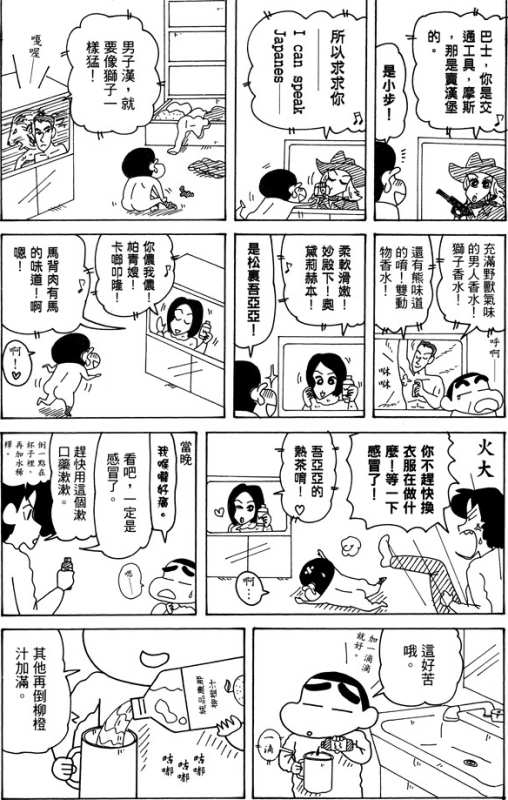 巴士，你是交
通工具，摩斯
，那是賣漢堡
的。
是小步！
所以求求你
I can speak
Japanes
男子漢，就
要像獅子一
樣猛！
嘎喔
充滿野獸氣味
的男人香水！
獅子香水！
還有熊味道
的唷！雙動
物香水！
呼啊
咻
咻
柔軟滑嫩！
妙殿下！奧
黛莉赫本！
是松裏吾亞亞！
你儂我儂！
柏青嫂！
卡啷叩隆！
馬背肉有馬
的味道！啊
嗯！
啊！
火大
你不趕快換
衣服在做什
麼！等一下
感冒了！
吾亞亞的
熱茶唷！
啊…
當晚
我喉嚨好痛。
看吧，一定是
感冒了。
趕快用這個漱
口藥漱漱。
倒一點在
杯子裡，
再加水稀
釋。
嗯
這好苦
哦。
加一滴滴
就好。
一滴
其他再倒柳橙
汁加滿。
柳橙汁
咕嘟
咕嘟
咕嘟